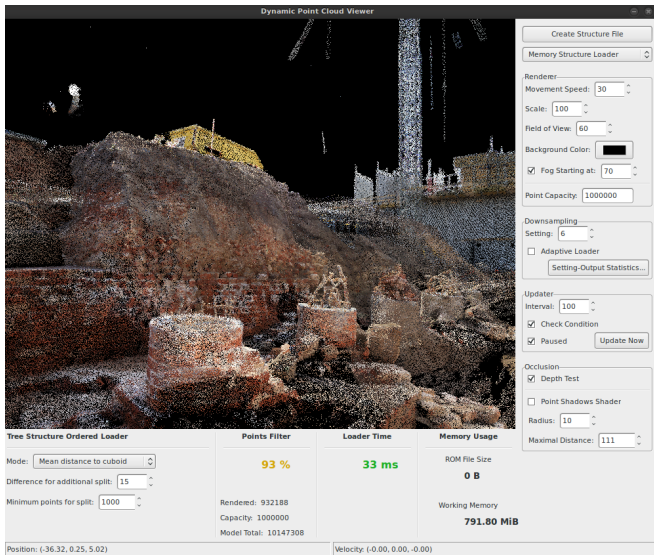 Dynamic Point Cloud Viewer
Create Structure File
Memory Structure Loader
Renderer
Movement Speed: 30
Scale: 100
Field of View: 60
Background Color:
Fog Starting at: 70
Point Capacity: 1000000
Downsampling
Setting: 6
Adaptive Loader
Setting-Output Statistics...
Updater
Interval: 100
Check Condition
Paused Update Now
Occlusion
Depth Test
Point Shadows Shader
Radius: 10
Maximal Distance: 111
Tree Structure Ordered Loader
Mode: Mean distance to cuboid
Difference for additional split: 15
Minimum points for split: 1000
Points Filter
93 %
Rendered: 932188
Capacity: 1000000
Model Total: 10147308
Loader Time
33 ms
Memory Usage
ROM File Size
0 B
Working Memory
791.80 MiB
Position: (-36.32, 0.25, 5.02)
Velocity: (-0.00, 0.00, -0.00)